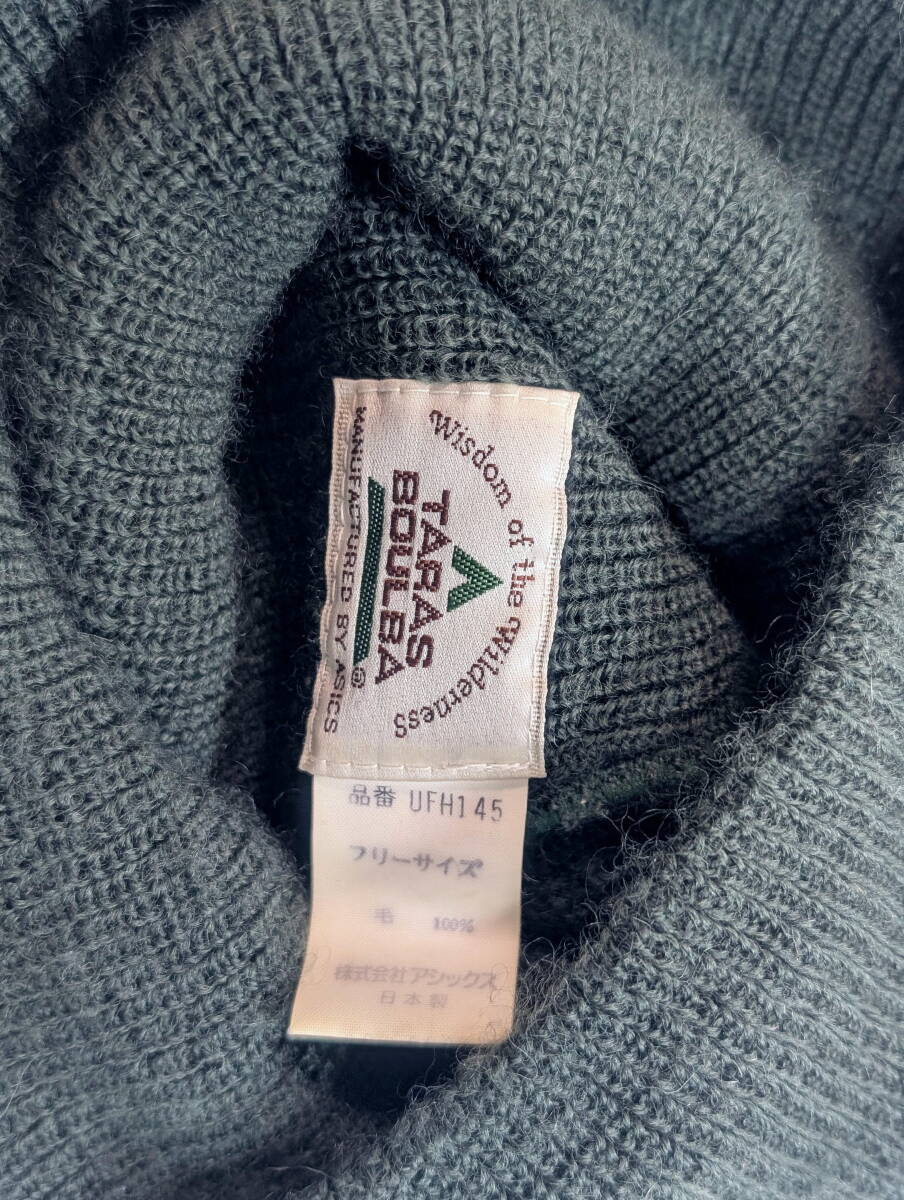 Wisdom of the Wilderness
TARAS
BOULBA®
MANUFACTURED BY ASICS
品番 UFH145
フリーサイズ
毛 100%
株式会社アシックス
日本製